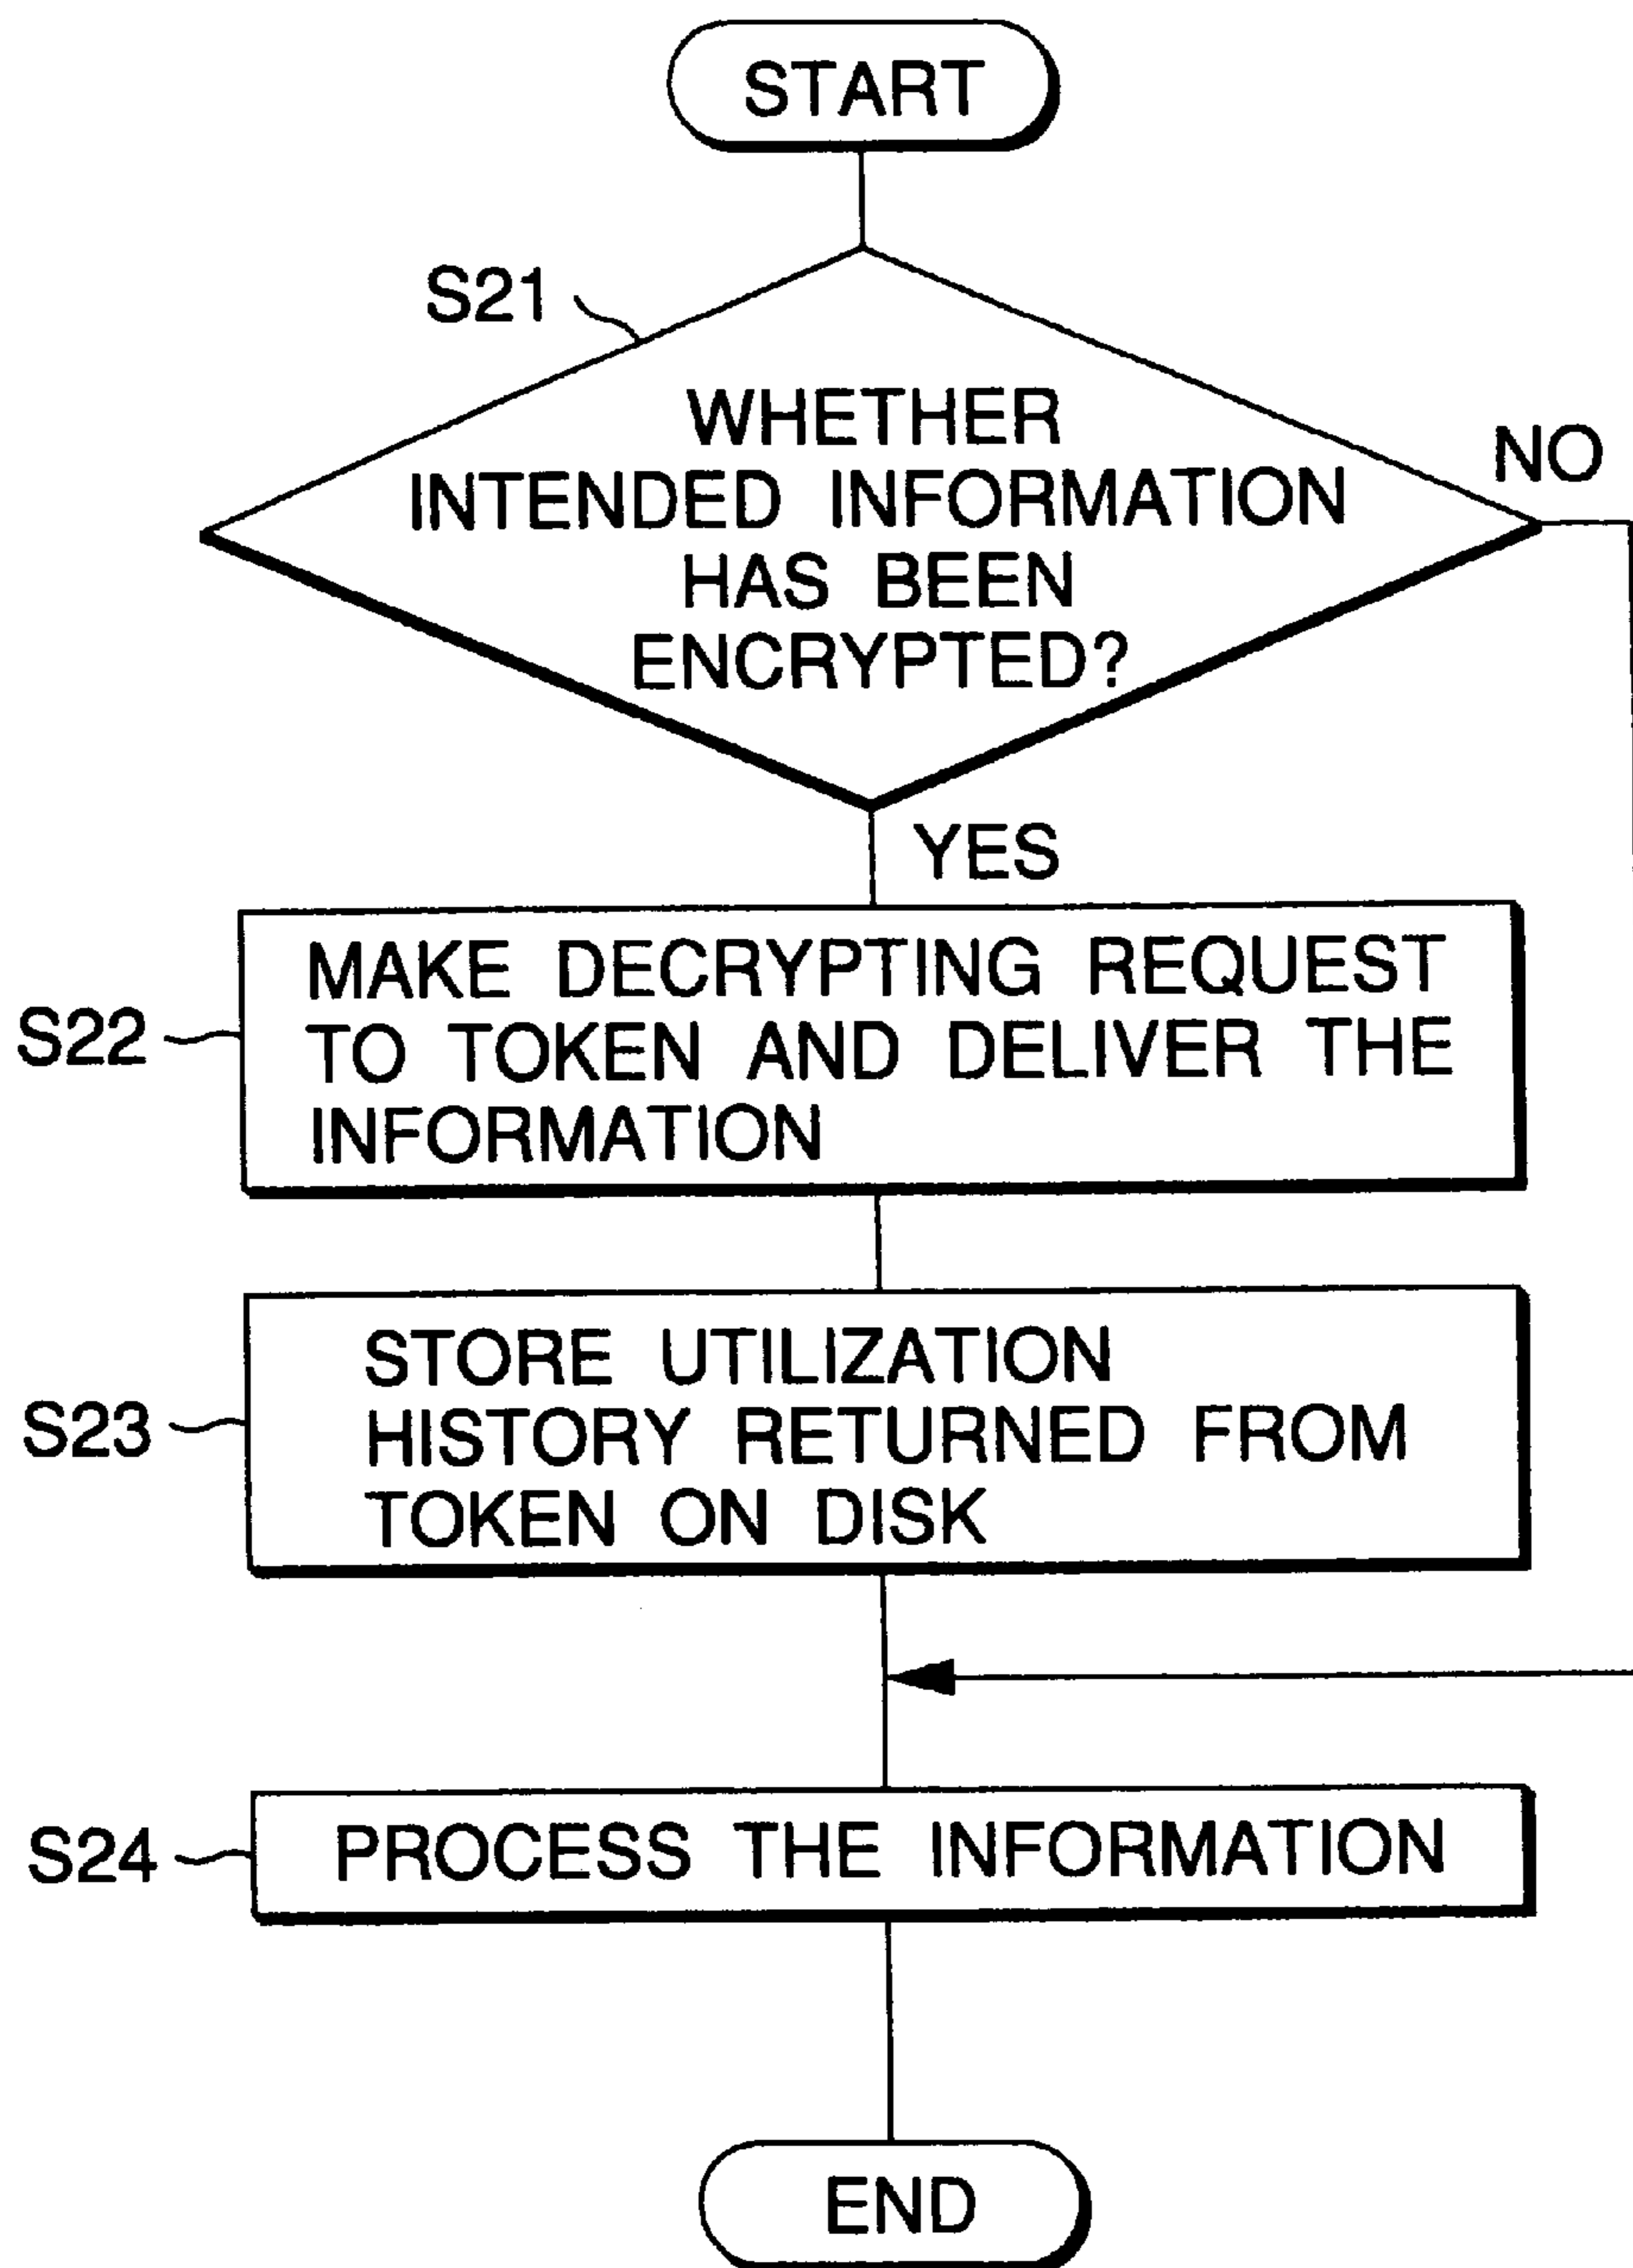 START
S21
WHETHER
INTENDED INFORMATION
HAS BEEN
ENCRYPTED?
NO
YES
S22
MAKE DECRYPTING REQUEST
TO TOKEN AND DELIVER THE
INFORMATION
S23
STORE UTILIZATION
HISTORY RETURNED FROM
TOKEN ON DISK
S24
PROCESS THE INFORMATION
END